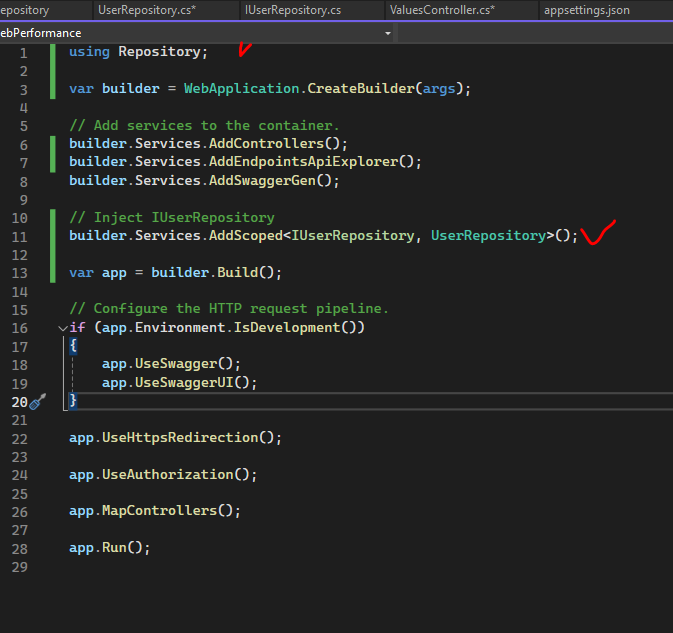 epository UserRepository.cs* IUserRepository.cs ValuesController.cs* appsettings.json
ebPerformance
1 using Repository;
2
3 var builder = WebApplication.CreateBuilder(args);
4
5 // Add services to the container.
6 builder.Services.AddControllers();
7 builder.Services.AddEndpointsApiExplorer();
8 builder.Services.AddSwaggerGen();
9
10 // Inject IUserRepository
11 builder.Services.AddScoped<IUserRepository, UserRepository>();
12
13 var app = builder.Build();
14
15 // Configure the HTTP request pipeline.
16 if (app.Environment.IsDevelopment())
17 {
18 app.UseSwagger();
19 app.UseSwaggerUI();
20 }
21
22 app.UseHttpsRedirection();
23
24 app.UseAuthorization();
25
26 app.MapControllers();
27
28 app.Run();
29